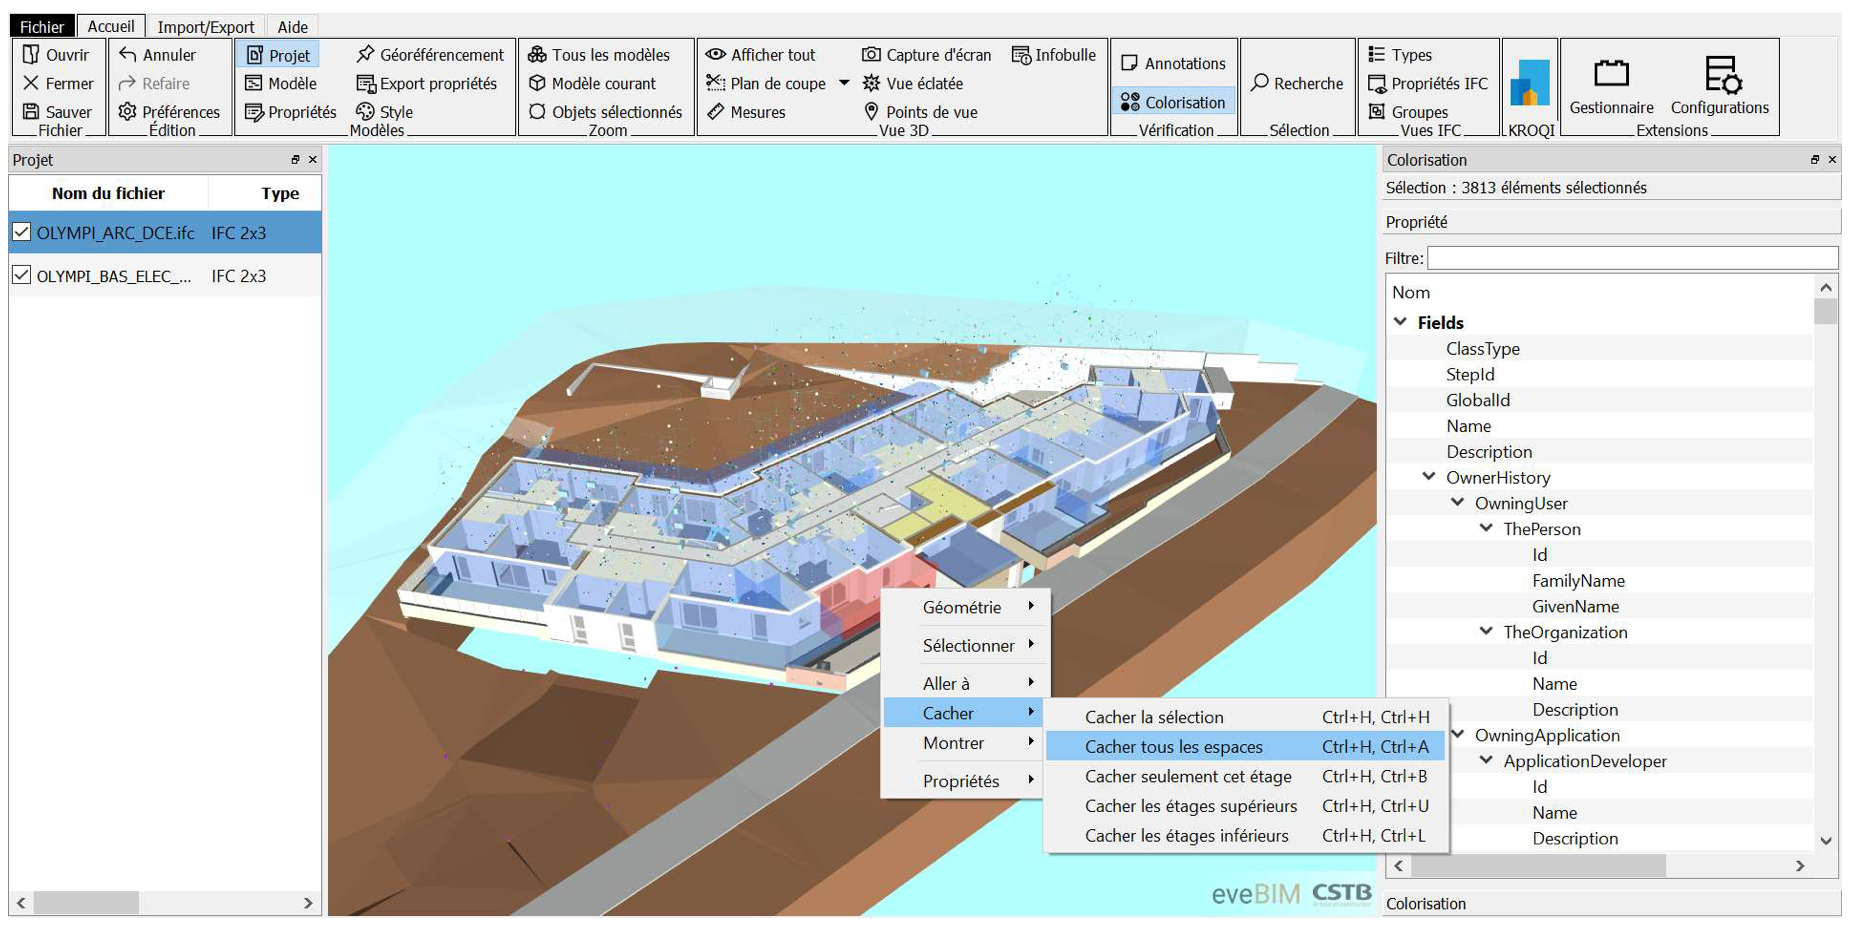 Fichier Accueil Import/Export Aide
Ouvrir Annuler Projet Géoréférencement Tous les modèles Afficher tout Capture d'écran Infobulle Annotations Types
Fermer Refaire Modèle Export propriétés Modèle courant Plan de coupe Vue éclatée Colorisation Recherche Propriétés IFC
Sauver Préférences Propriétés Style Objets sélectionnés Mesures Points de vue Groupes Gestionnaire Configurations
Fichier Édition Modèles Zoom Vue 3D Vérification Sélection Vues IFC KROQI Extensions
Projet
Nom du fichier Type
OLYMPI_ARC_DCE.ifc IFC 2x3
OLYMPI_BAS_ELEC_... IFC 2x3
Géométrie
Sélectionner
Aller à
Cacher
Montrer
Propriétés
Cacher la sélection Ctrl+H, Ctrl+H
Cacher tous les espaces Ctrl+H, Ctrl+A
Cacher seulement cet étage Ctrl+H, Ctrl+B
Cacher les étages supérieurs Ctrl+H, Ctrl+U
Cacher les étages inférieurs Ctrl+H, Ctrl+L
eveBIM CSTB
Colorisation
Sélection : 3813 éléments sélectionnés
Propriété
Filtre:
Nom
Fields
ClassType
StepId
GlobalId
Name
Description
OwnerHistory
OwningUser
ThePerson
Id
FamilyName
GivenName
TheOrganization
Id
Name
Description
OwningApplication
ApplicationDeveloper
Id
Name
Description
Colorisation